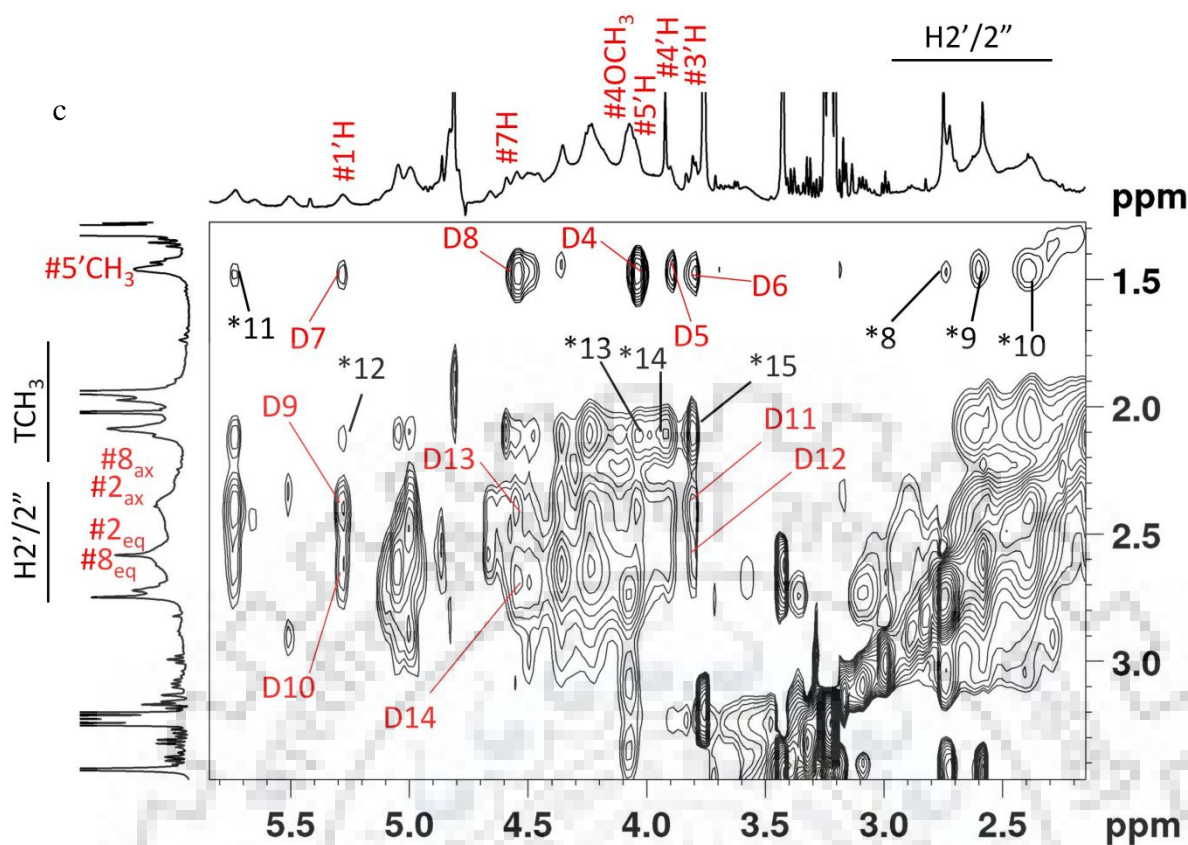 c
#1'H
#7H
#4OCH₃
#5'H
#4'H
#3'H
H2'/2''
ppm
#5'CH₃
TCH₃
#8ax
#2ax
#2eq
#8eq
H2'/2''
D8
D4
D6
*11
D7
D5
*8
*9
*10
*12
*13
*14
*15
D9
D13
D11
D12
D10
D14
1.5
2.0
2.5
3.0
5.5
5.0
4.5
4.0
3.5
3.0
2.5
ppm